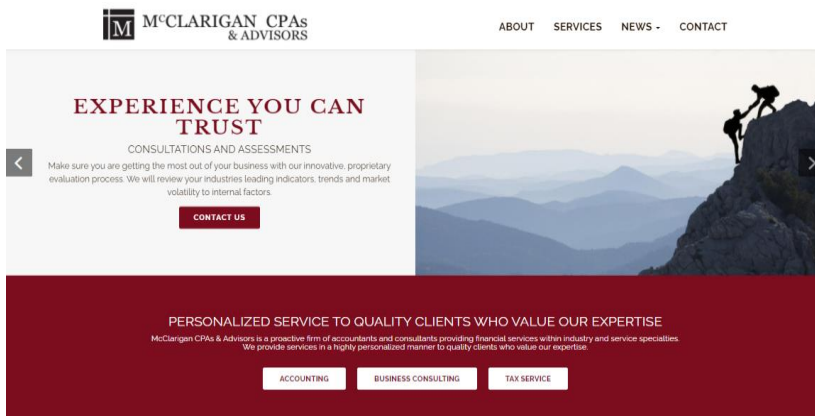 McCLARIGAN CPAs
& ADVISORS
ABOUT SERVICES NEWS CONTACT
EXPERIENCE YOU CAN
TRUST
CONSULTATIONS AND ASSESSMENTS
Make sure you are getting the most out of your business with our innovative, proprietary
evaluation process. We will review your industries leading indicators, trends and market
volatility to internal factors.
CONTACT US
PERSONALIZED SERVICE TO QUALITY CLIENTS WHO VALUE OUR EXPERTISE
McClarigan CPAs & Advisors is a proactive firm of accountants and consultants providing financial services within industry and service specialties.
We provide services in a highly personalized manner to quality clients who value our expertise.
ACCOUNTING BUSINESS CONSULTING TAX SERVICE